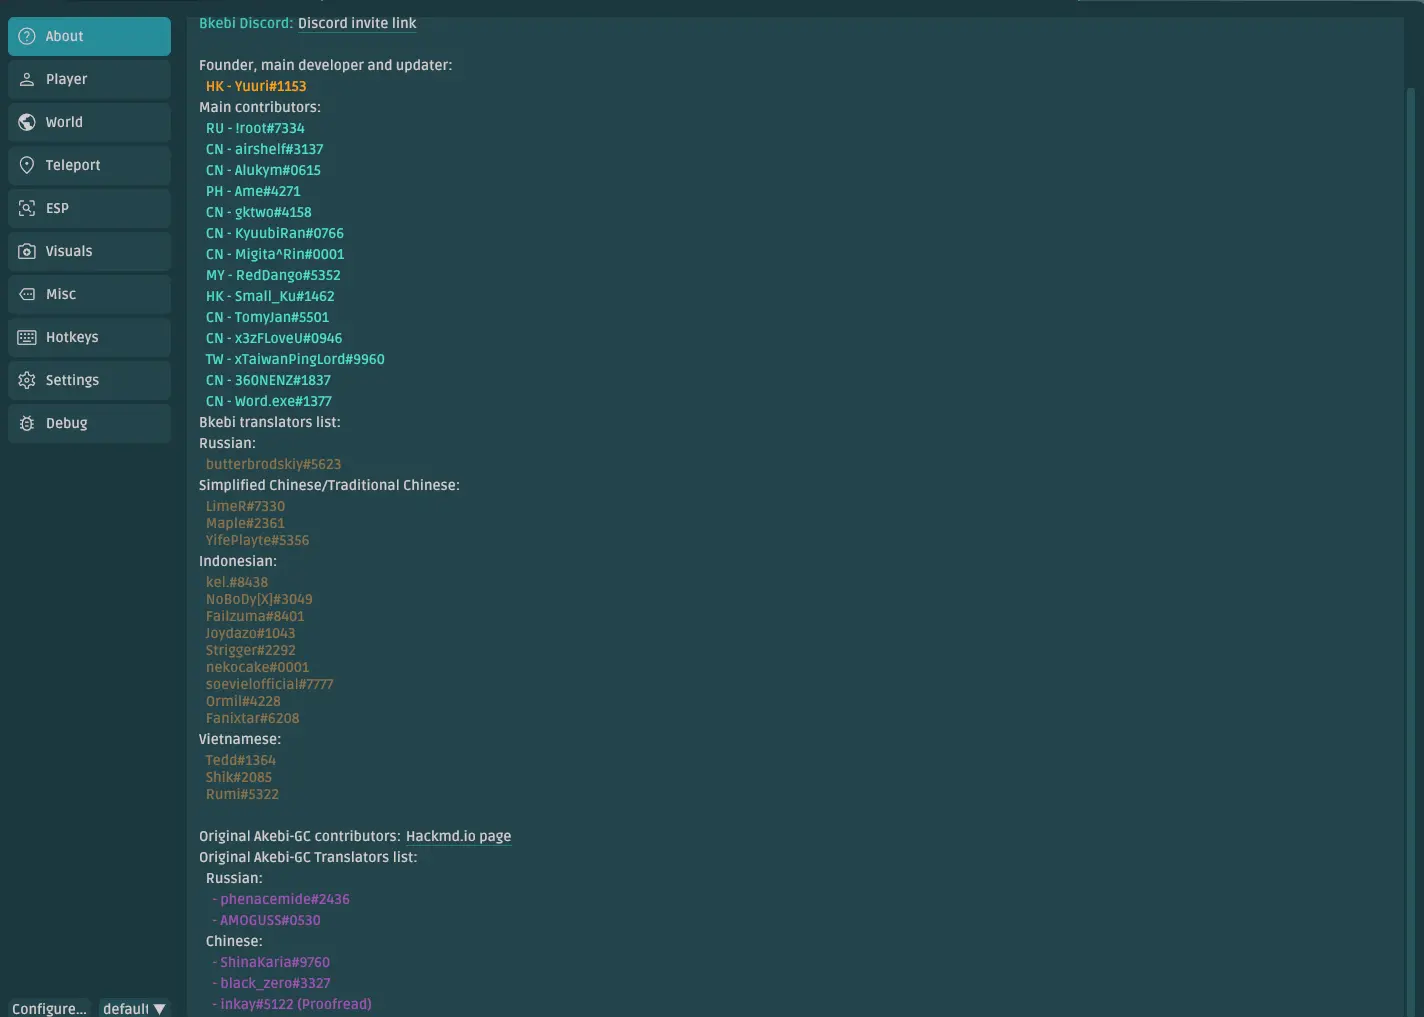 About
Player
World
Teleport
ESP
Visuals
Misc
Hotkeys
Settings
Debug
Configure...
default
Bkebi Discord: Discord invite link
Founder, main developer and updater:
HK - Yuuri#1153
Main contributors:
RU - !root#7334
CN - airshelf#3137
CN - Alukym#0615
PH - Ame#4271
CN - gktwo#4158
CN - KyuubiRan#0766
CN - Migita^Rin#0001
MY - RedDango#5352
HK - Small_Ku#1462
CN - TomyJan#5501
CN - x3zFLoveU#0946
TW - xTaiwanPingLord#9960
CN - 360NENZ#1837
CN - Word.exe#1377
Bkebi translators list:
Russian:
butterbrodskiy#5623
Simplified Chinese/Traditional Chinese:
LimeR#7330
Maple#2361
YifePlayte#5356
Indonesian:
kel.#8438
NoBoDy[X]#3049
Failzuma#8401
Joydazo#1043
Strigger#2292
nekocake#0001
soevielofficial#7777
Ormil#4228
Fanixtar#6208
Vietnamese:
Tedd#1364
Shik#2085
Rumi#5322
Original Akebi-GC contributors: Hackmd.io page
Original Akebi-GC Translators list:
Russian:
- phenacemide#2436
- AMOGUSS#0530
Chinese:
- ShinaKaria#9760
- black_zero#3327
- inkay#5122 (Proofread)